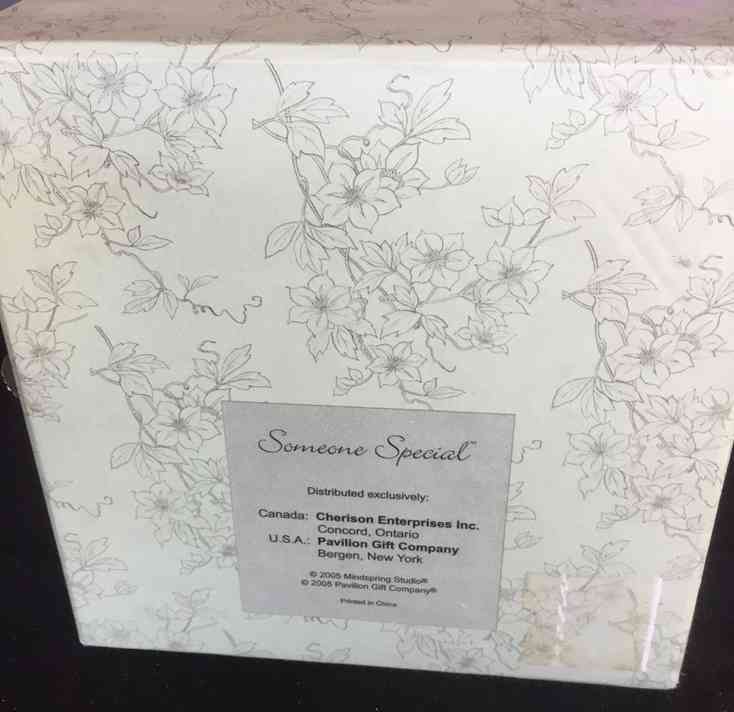 Someone Special™
Distributed exclusively:
Canada: Cherison Enterprises Inc.
Concord, Ontario
U.S.A.: Pavilion Gift Company
Bergen, New York
© 2005 Mindspring Studio®
© 2005 Pavilion Gift Company®
Printed in China